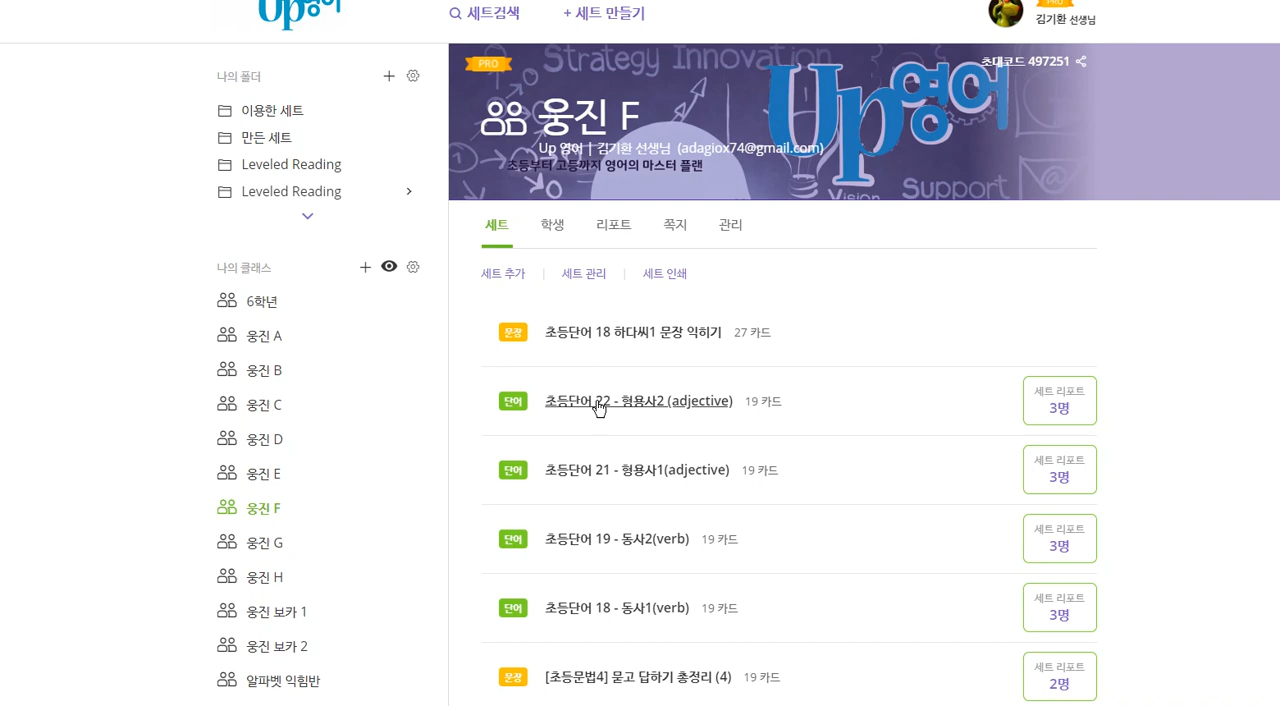 Up영어
세트검색
+ 세트 만들기
PRO
김기환 선생님
나의 폴더
이용한 세트
만든 세트
Leveled Reading
Leveled Reading
나의 클래스
6학년
웅진 A
웅진 B
웅진 C
웅진 D
웅진 E
웅진 F
웅진 G
웅진 H
웅진 보카 1
웅진 보카 2
알파벳 익힘반
PRO
Strategy Innovation
초대코드 497251
웅진 F
Up영어
Up 영어 | 김기환 선생님 (adagiox74@gmail.com)
초등부터 고등까지 영어의 마스터 플랜
Vision
Support
세트 학생 리포트 쪽지 관리
세트 추가 | 세트 관리 | 세트 인쇄
문장 초등단어 18 하다씨1 문장 익히기 27 카드
단어 초등단어 22 - 형용사2 (adjective) 19 카드
세트 리포트
3명
단어 초등단어 21 - 형용사1(adjective) 19 카드
세트 리포트
3명
단어 초등단어 19 - 동사2(verb) 19 카드
세트 리포트
3명
단어 초등단어 18 - 동사1(verb) 19 카드
세트 리포트
3명
문장 [초등문법4] 묻고 답하기 총정리 (4) 19 카드
세트 리포트
2명